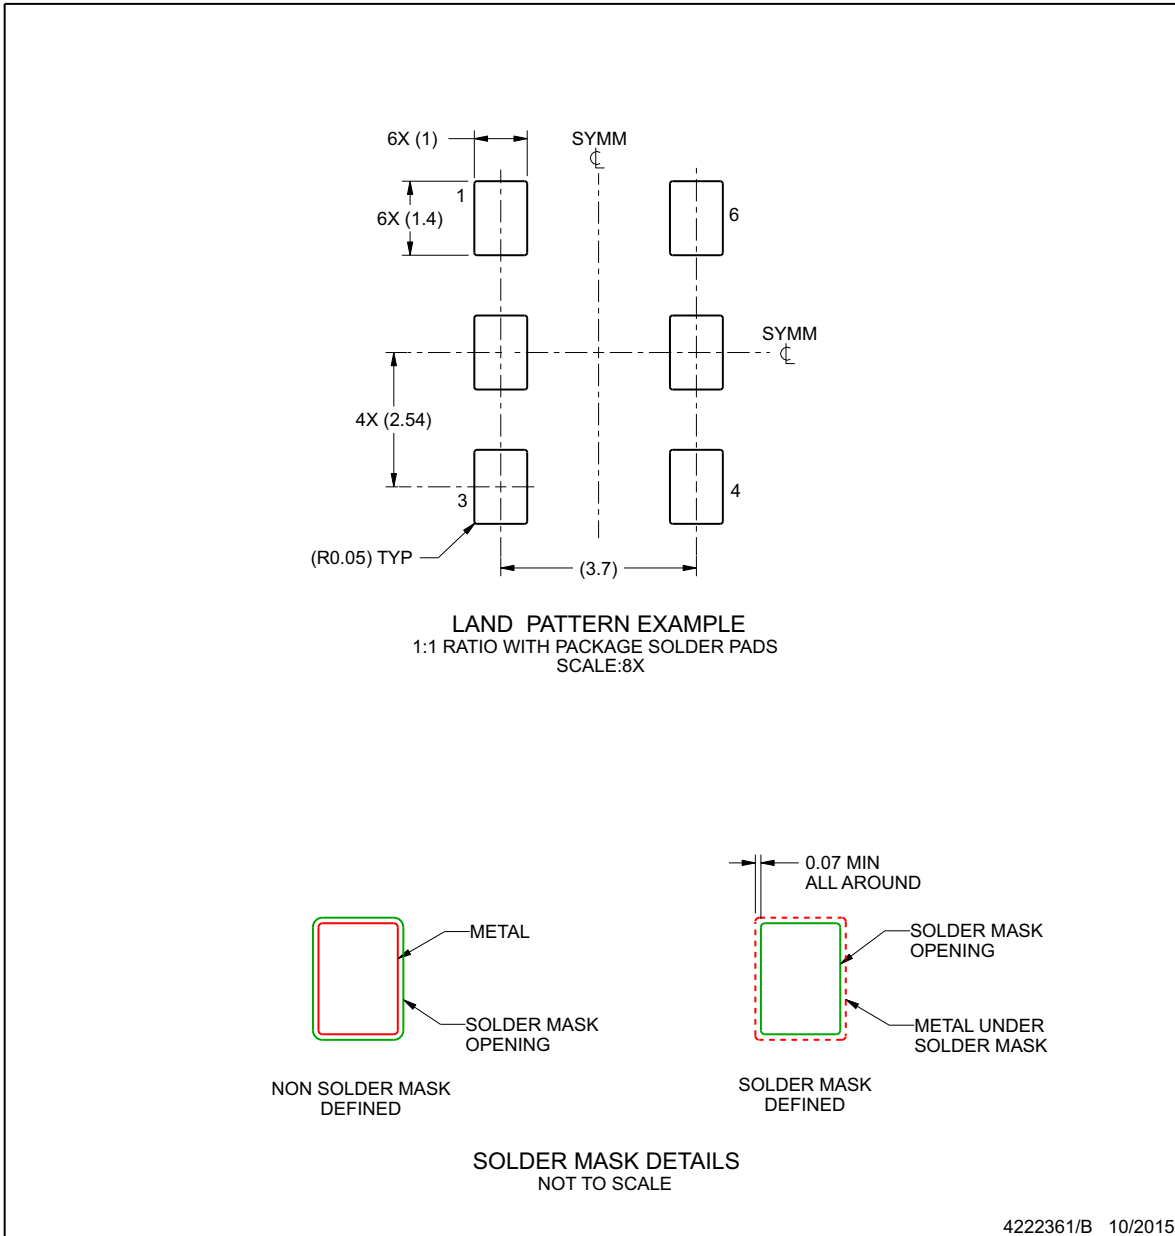 6X (1)
SYMM
1
6X (1.4)
6
SYMM
4X (2.54)
3
4
(R0.05) TYP
(3.7)
LAND PATTERN EXAMPLE
1:1 RATIO WITH PACKAGE SOLDER PADS
SCALE:8X
0.07 MIN
ALL AROUND
METAL
SOLDER MASK
OPENING
SOLDER MASK
OPENING
METAL UNDER
SOLDER MASK
NON SOLDER MASK
DEFINED
SOLDER MASK
DEFINED
SOLDER MASK DETAILS
NOT TO SCALE
4222361/B 10/2015